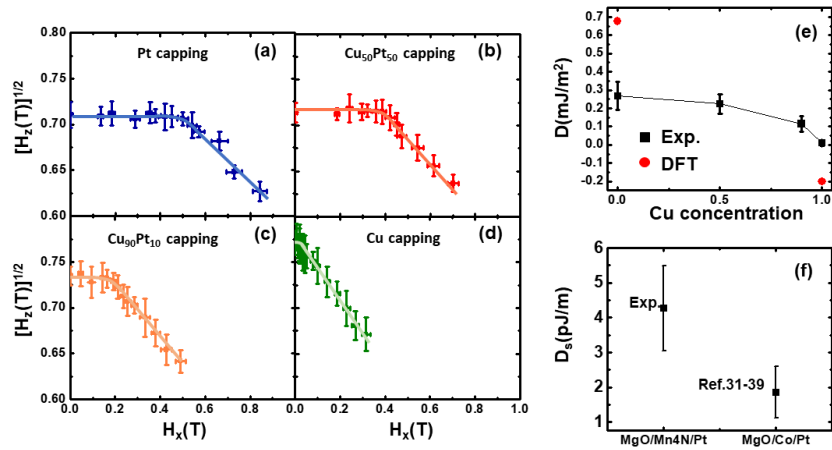 Pt capping (a)
Cu₅₀Pt₅₀ capping (b)
[Hz(T)]^1/2
0.80
0.75
0.70
0.65
0.60
Cu₉₀Pt₁₀ capping (c)
Cu capping (d)
[Hz(T)]^1/2
0.75
0.70
0.65
0.60
0.0 0.2 0.4 0.6 0.8 0.0 0.2 0.4 0.6 0.8 1.0
Hx(T) Hx(T)
(e)
D(mJ/m²)
0.8
0.7
0.6
0.5
0.4
0.3
0.2
0.1
0.0
-0.1
-0.2
Exp.
DFT
0.0 0.5 1.0
Cu concentration
(f)
Ds(pJ/m)
6
5
4
3
2
1
Exp.
Ref.31-39
MgO/Mn4N/Pt MgO/Co/Pt